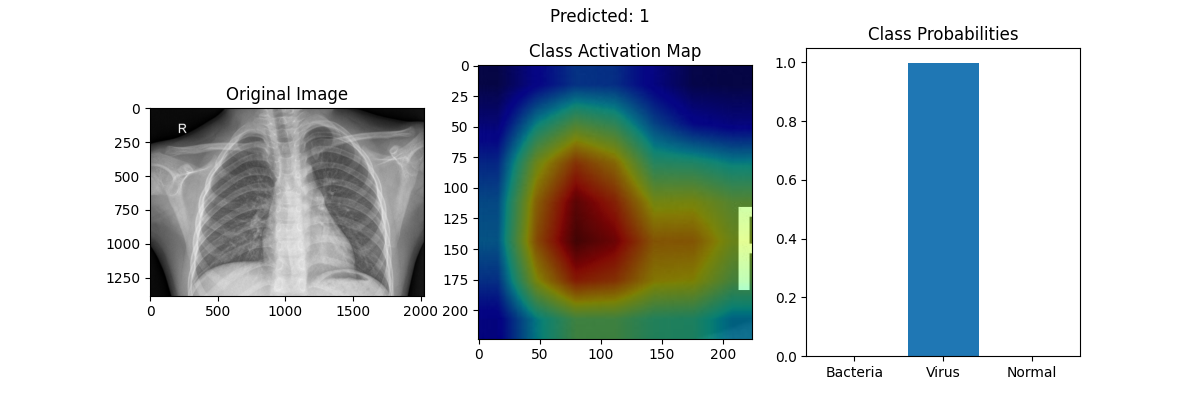 Predicted: 1
Original Image
0
250
500
750
1000
1250
0 500 1000 1500 2000
R
Class Activation Map
0
25
50
75
100
125
150
175
200
0 50 100 150 200
Class Probabilities
1.0
0.8
0.6
0.4
0.2
0.0
Bacteria Virus Normal